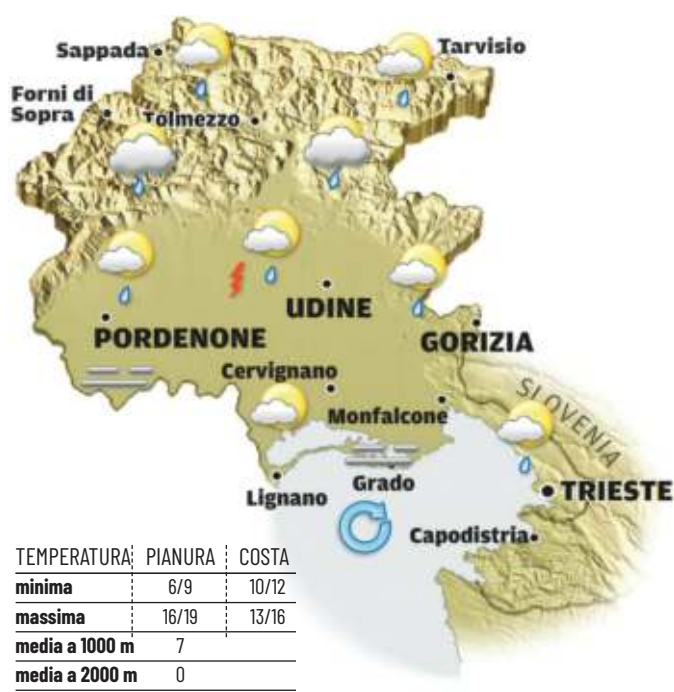 Sappada
Tarvisio
Forni di
Sopra
Tolmezzo
UDINE
PORDENONE
GORIZIA
Cervignano
SLOVENIA
Monfalcone
Lignano
Grado
TRIESTE
Capodistria
TEMPERATURA PIANURA COSTA
minima 6/9 10/12
massima 16/19 13/16
media a 1000 m 7
media a 2000 m 0